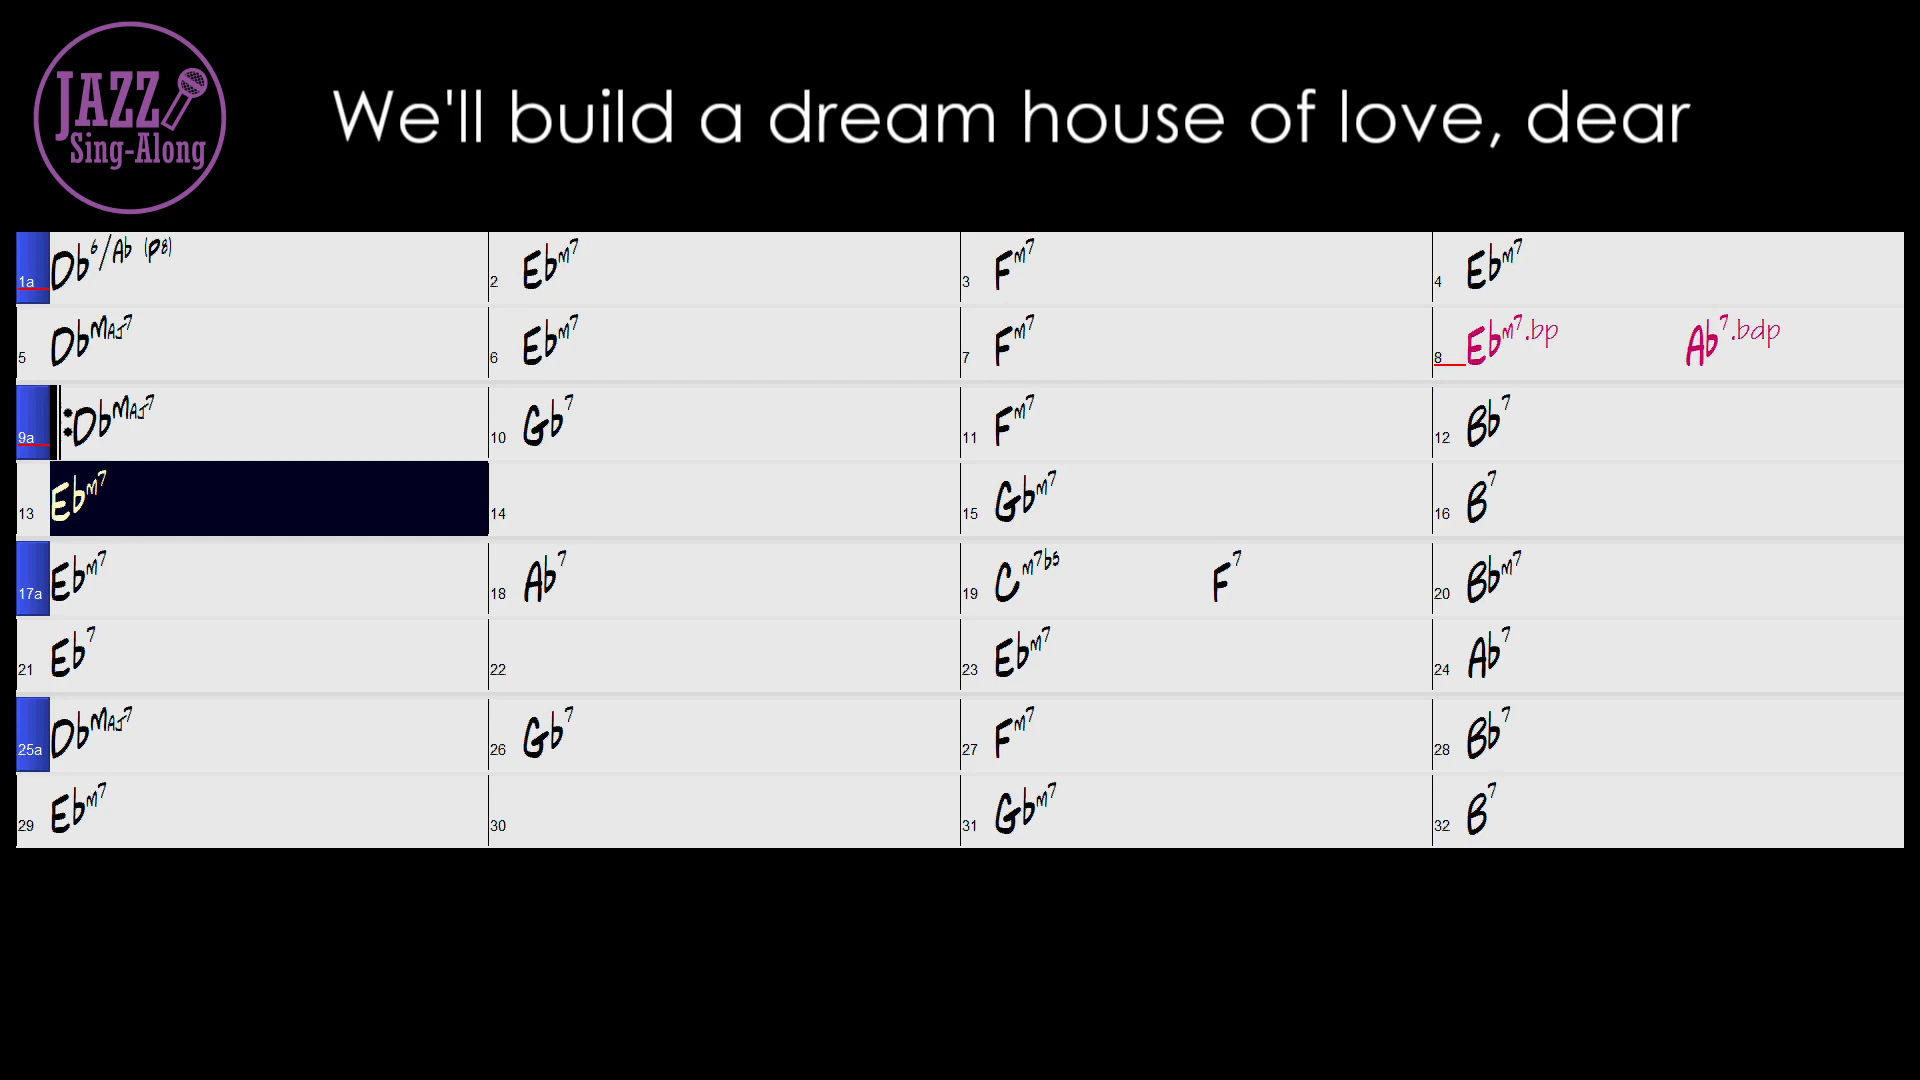 JAZZ
Sing-Along
We'll build a dream house of love, dear
1a Db6/Ab (P8) 2 Ebm7 3 Fm7 4 Ebm7
5 DbMAJ7 6 Ebm7 7 Fm7 8 Ebm7.bp Ab7.bdp
9a DbMAJ7 10 Gb7 11 Fm7 12 Bb7
13 Ebm7 14 15 Gbm7 16 B7
17a Ebm7 18 Ab7 19 Cm7b5 F7 20 Bbm7
21 Eb7 22 23 Ebm7 24 Ab7
25a DbMAJ7 26 Gb7 27 Fm7 28 Bb7
29 Ebm7 30 31 Gbm7 32 B7